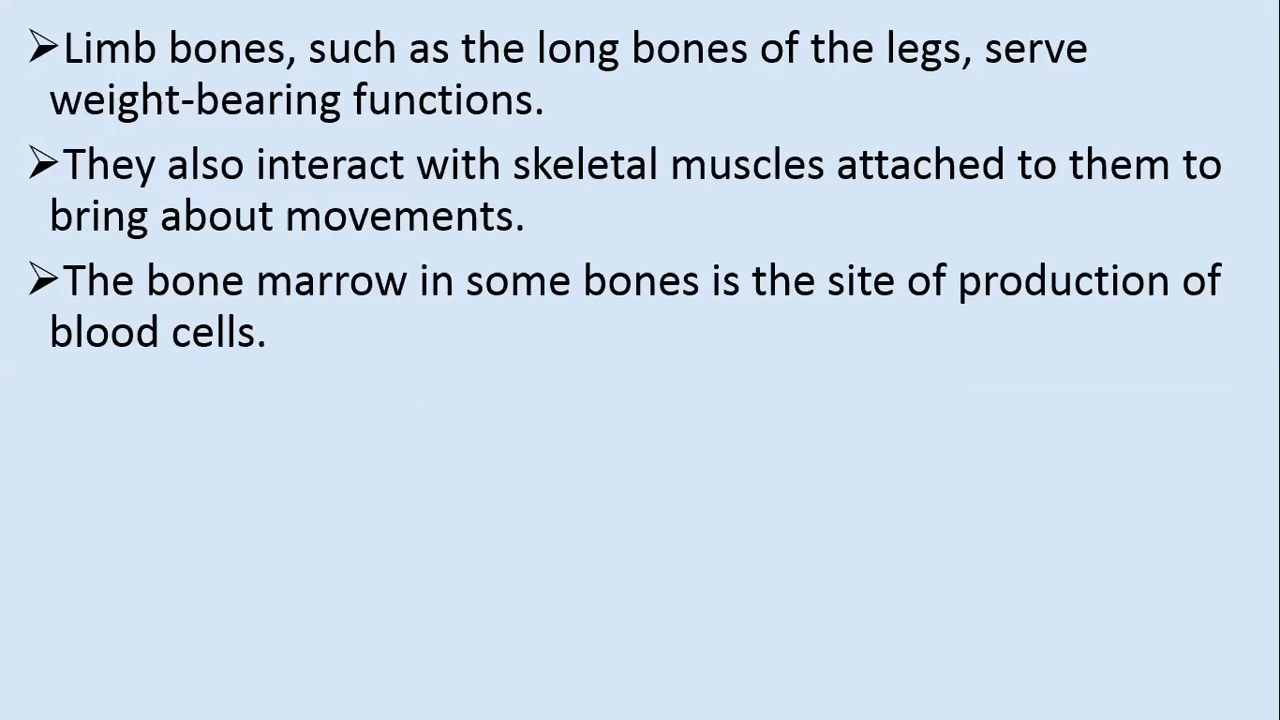 ➢Limb bones, such as the long bones of the legs, serve
weight-bearing functions.
➢They also interact with skeletal muscles attached to them to
bring about movements.
➢The bone marrow in some bones is the site of production of
blood cells.